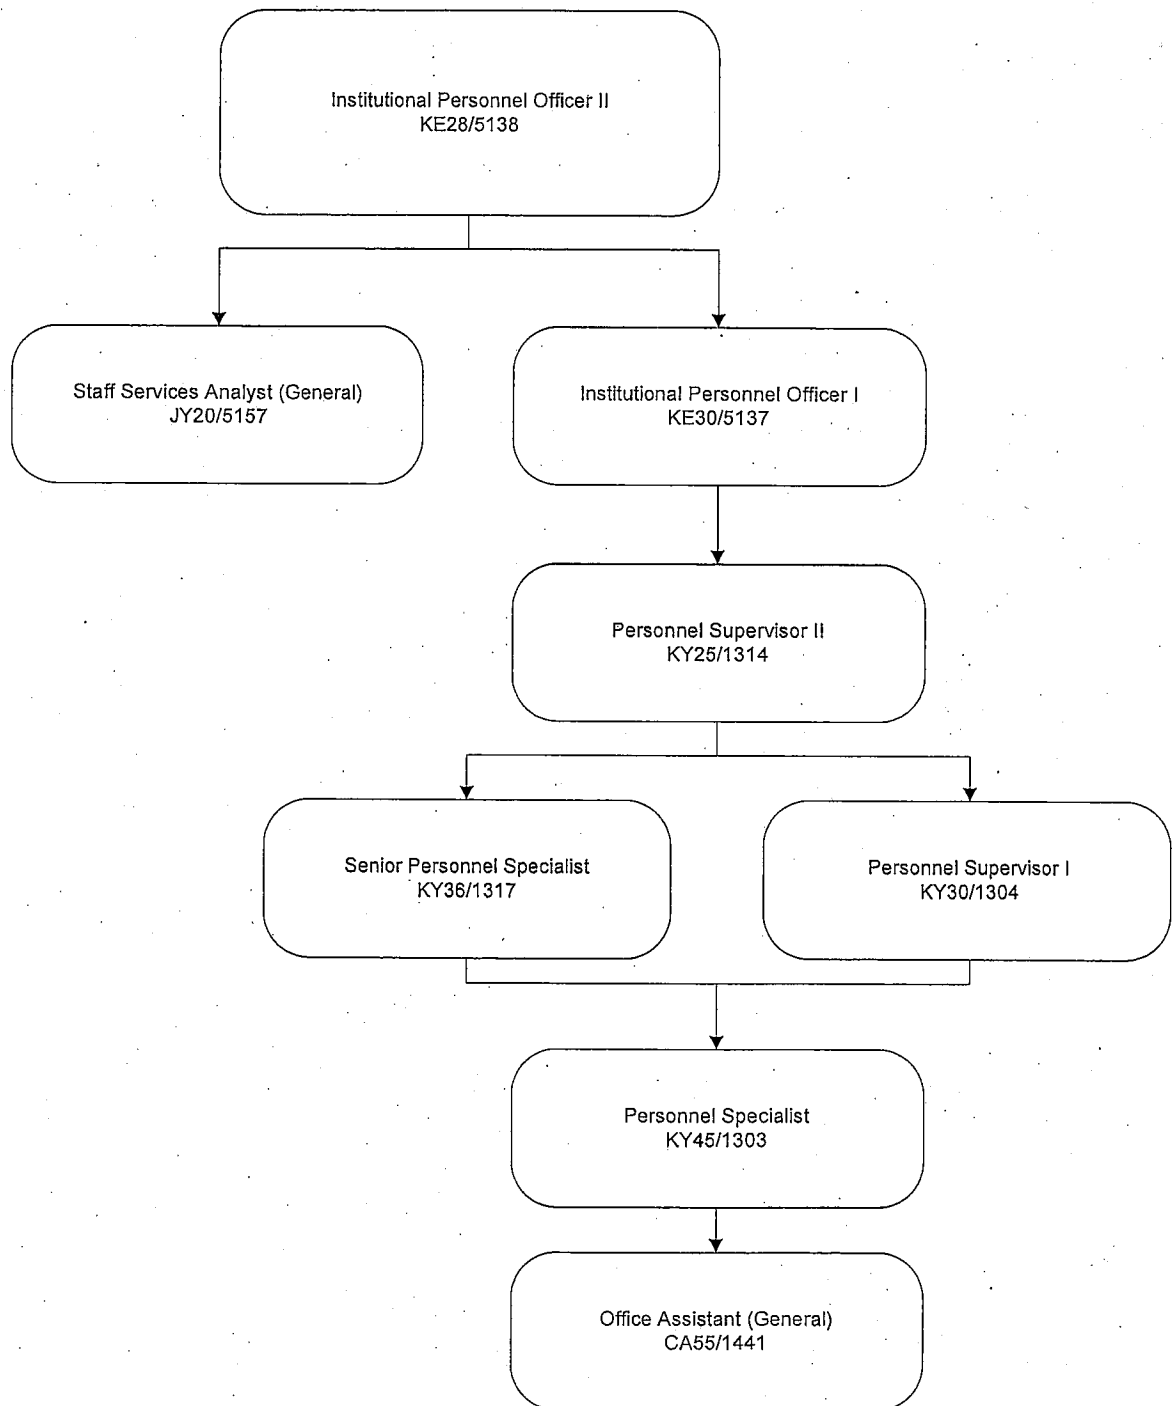 Institutional Personnel Officer II
KE28/5138
Staff Services Analyst (General)
JY20/5157
Institutional Personnel Officer I
KE30/5137
Personnel Supervisor II
KY25/1314
Senior Personnel Specialist
KY36/1317
Personnel Supervisor I
KY30/1304
Personnel Specialist
KY45/1303
Office Assistant (General)
CA55/1441